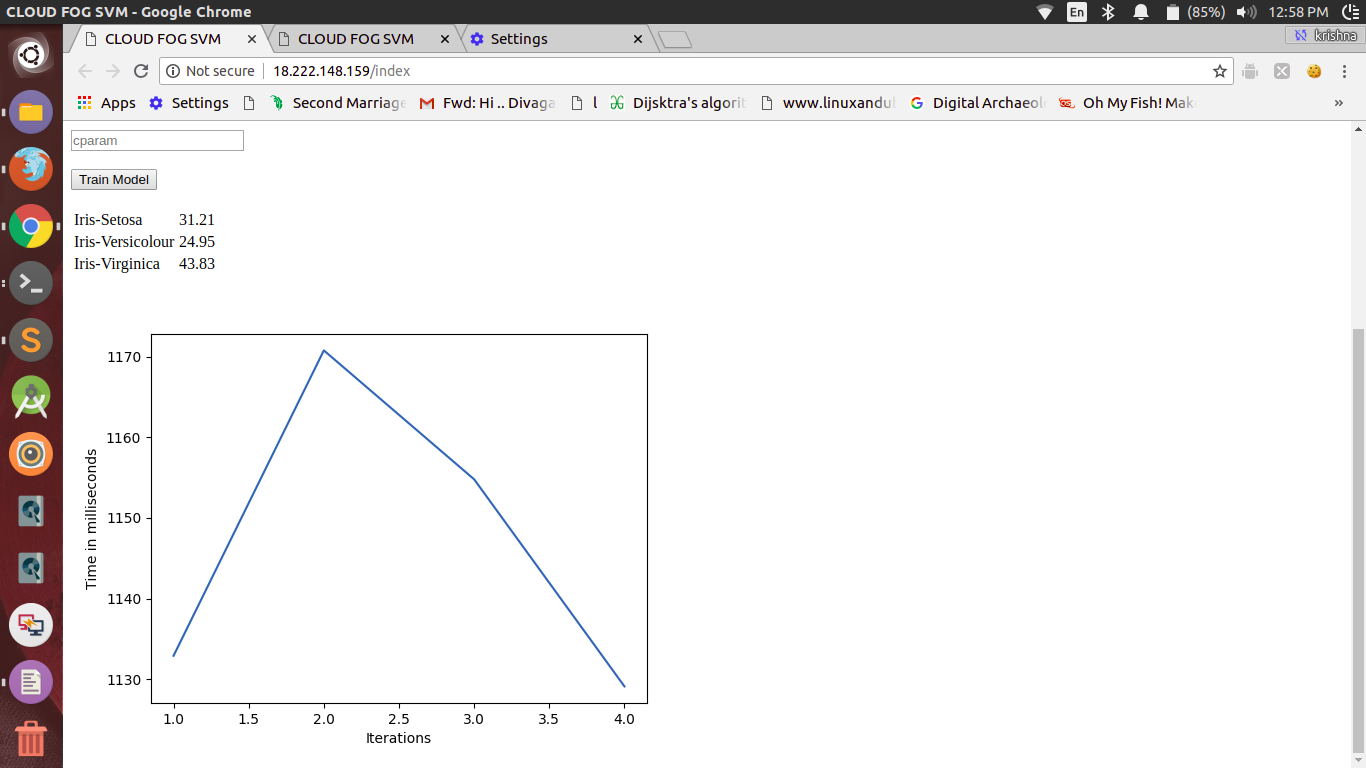 CLOUD FOG SVM - Google Chrome
En
(85%)
12:58 PM
CLOUD FOG SVM
CLOUD FOG SVM
Settings
krishna
Not secure
18.222.148.159/index
Apps
Settings
Second Marriage
Fwd: Hi .. Divaga
l
Dijsktra's algorit
www.linuxandu
Digital Archaeol
Oh My Fish! Mak
»
cparam
Train Model
Iris-Setosa 31.21
Iris-Versicolour 24.95
Iris-Virginica 43.83
1170
1160
1150
1140
1130
Time in milliseconds
1.0 1.5 2.0 2.5 3.0 3.5 4.0
Iterations